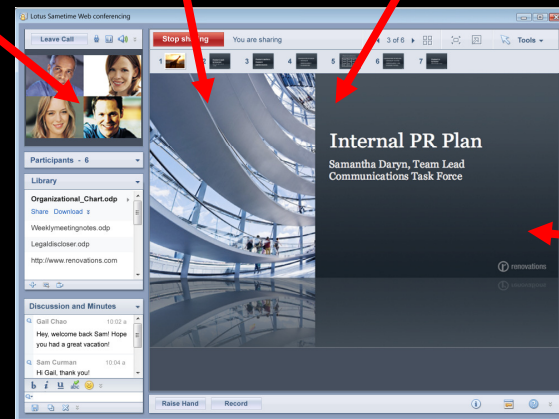 Lotus Sametime Web conferencing
Leave Call
Stop sharing
You are sharing
3 of 6
Tools
1
2
3
4
5
6
7
Participants - 6
Library
Organizational_Chart.odp
Share Download
Weeklymeetingnotes.odp
Legaldiscloser.odp
http://www.renovations.com
Internal PR Plan
Samantha Daryn, Team Lead
Communications Task Force
renovations
Discussion and Minutes
Gail Chao 10:02 a
Hey, welcome back Sam! Hope
you had a great vacation!
Sam Curman 10:04 a
Hi Gail, thank you!
b i u abc
Raise Hand
Record